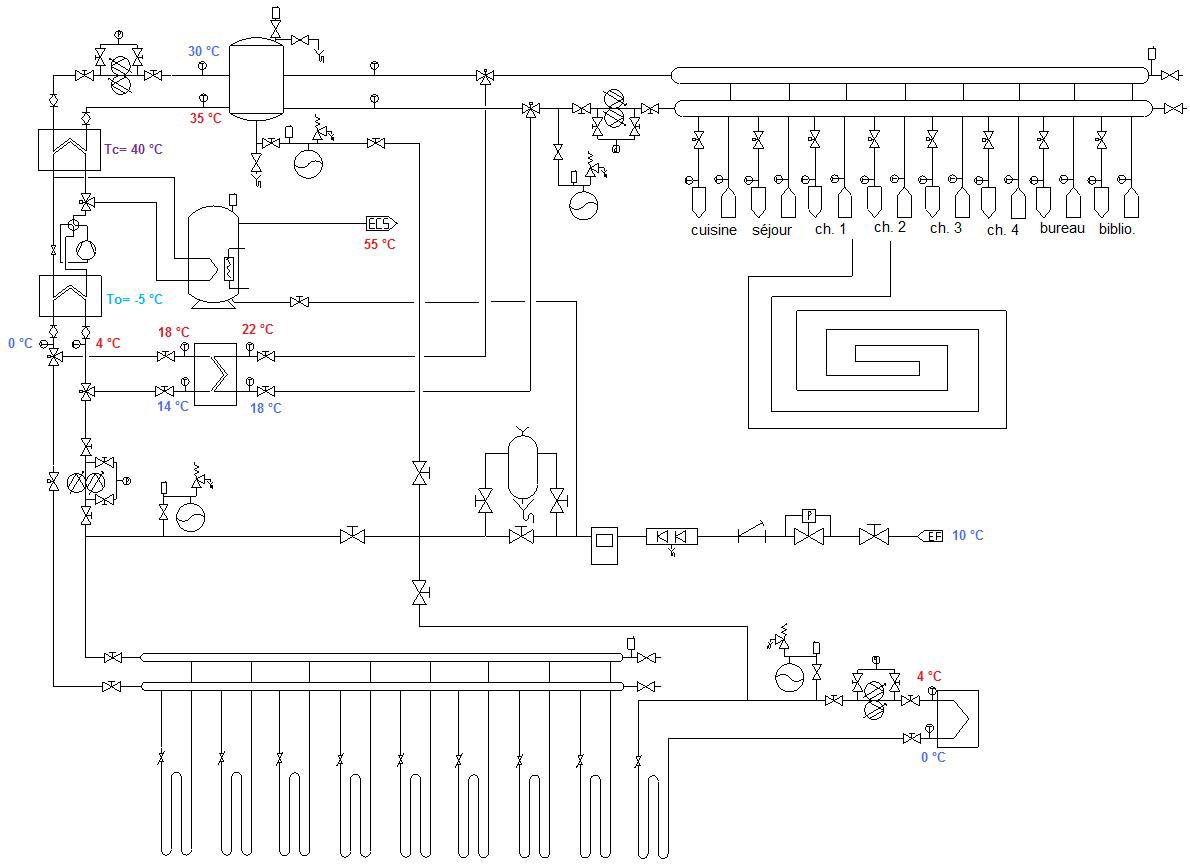 P
30 °C
35 °C
Tc= 40 °C
ECS
55 °C
To= -5 °C
0 °C
4 °C
18 °C
22 °C
14 °C
18 °C
cuisine
séjour
ch. 1
ch. 2
ch. 3
ch. 4
bureau
biblio.
P
EF
10 °C
4 °C
0 °C